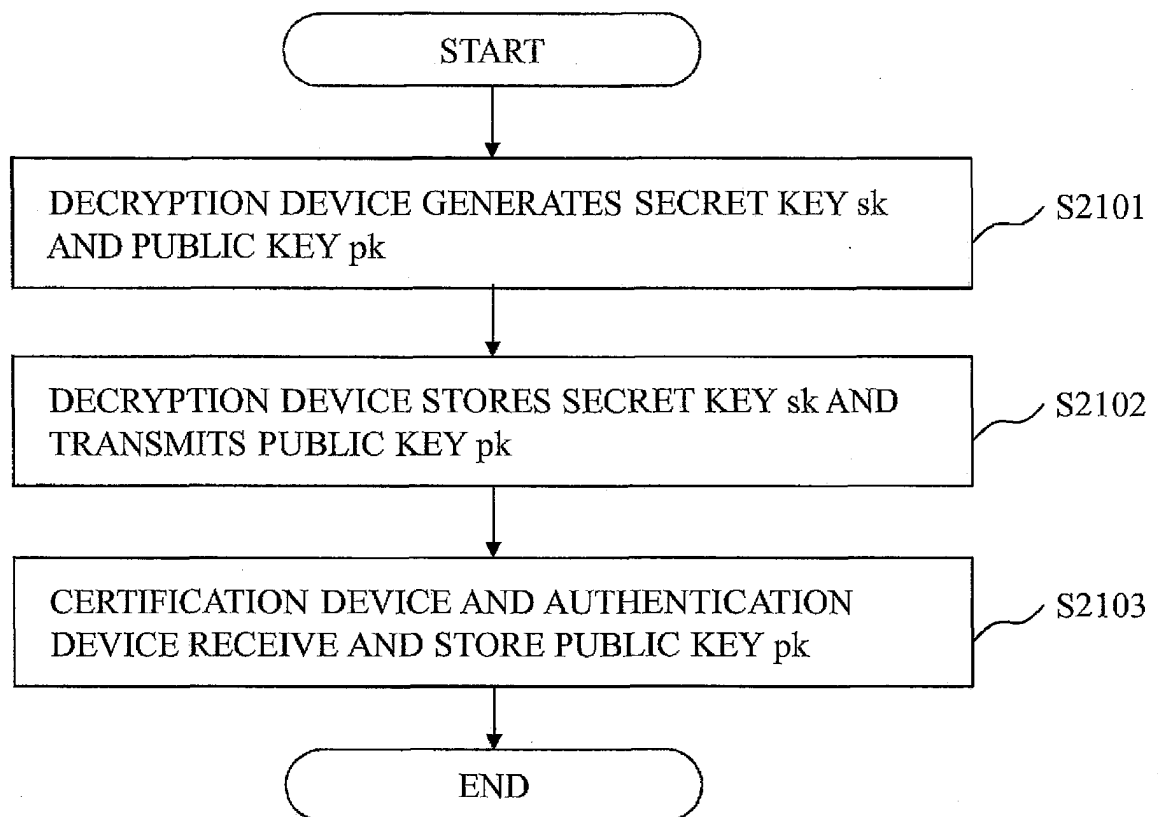 START
DECRYPTION DEVICE GENERATES SECRET KEY sk
AND PUBLIC KEY pk
S2101
DECRYPTION DEVICE STORES SECRET KEY sk AND
TRANSMITS PUBLIC KEY pk
S2102
CERTIFICATION DEVICE AND AUTHENTICATION
DEVICE RECEIVE AND STORE PUBLIC KEY pk
S2103
END